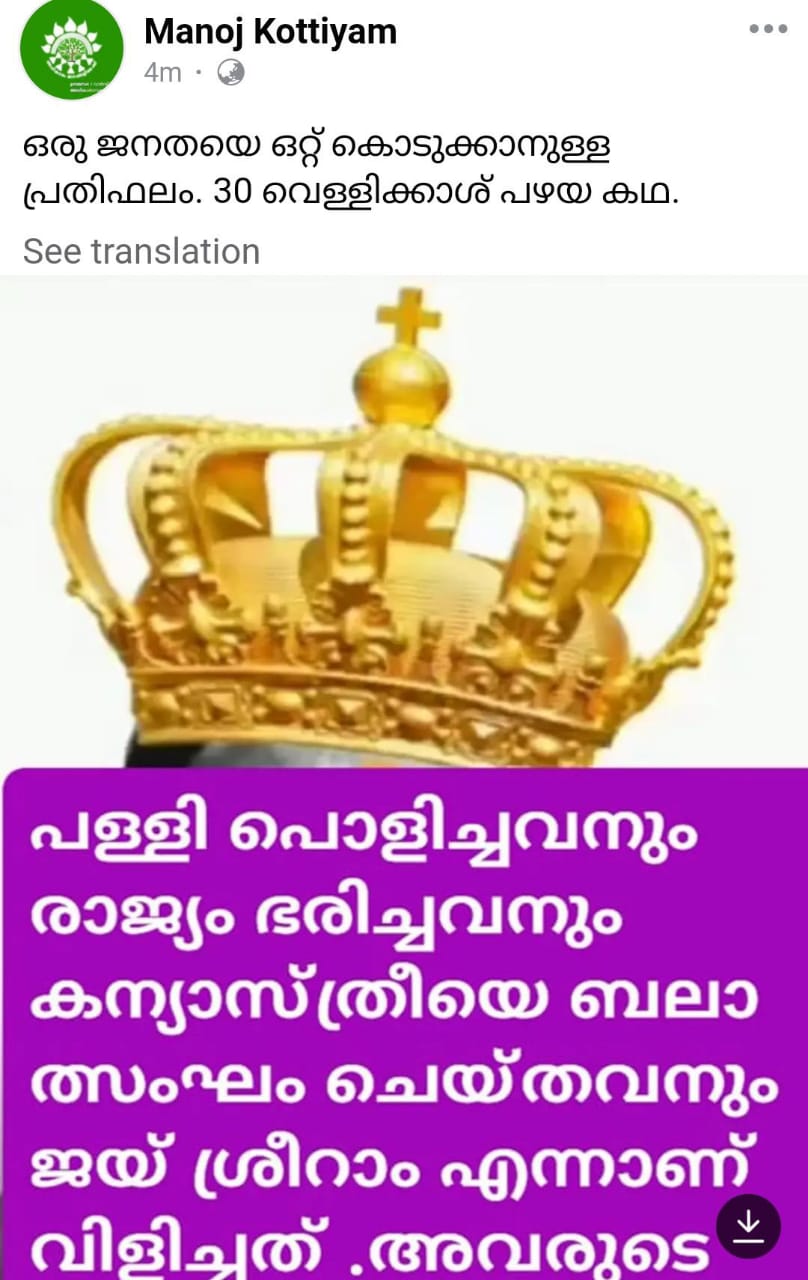 Manoj Kottiyam
4m ·
ഒരു ജനതയെ ഒറ്റ് കൊടുക്കാനുള്ള
പ്രതിഫലം. 30 വെള്ളിക്കാശ് പഴയ കഥ.
See translation
പള്ളി പൊളിച്ചവനും
രാജ്യം ഭരിച്ചവനും
കന്യാസ്ത്രീയെ ബലാ
ത്സംഘം ചെയ്തവനും
ജയ് ശ്രീറാം എന്നാണ്
വിളിച്ചത് .അവരുടെ